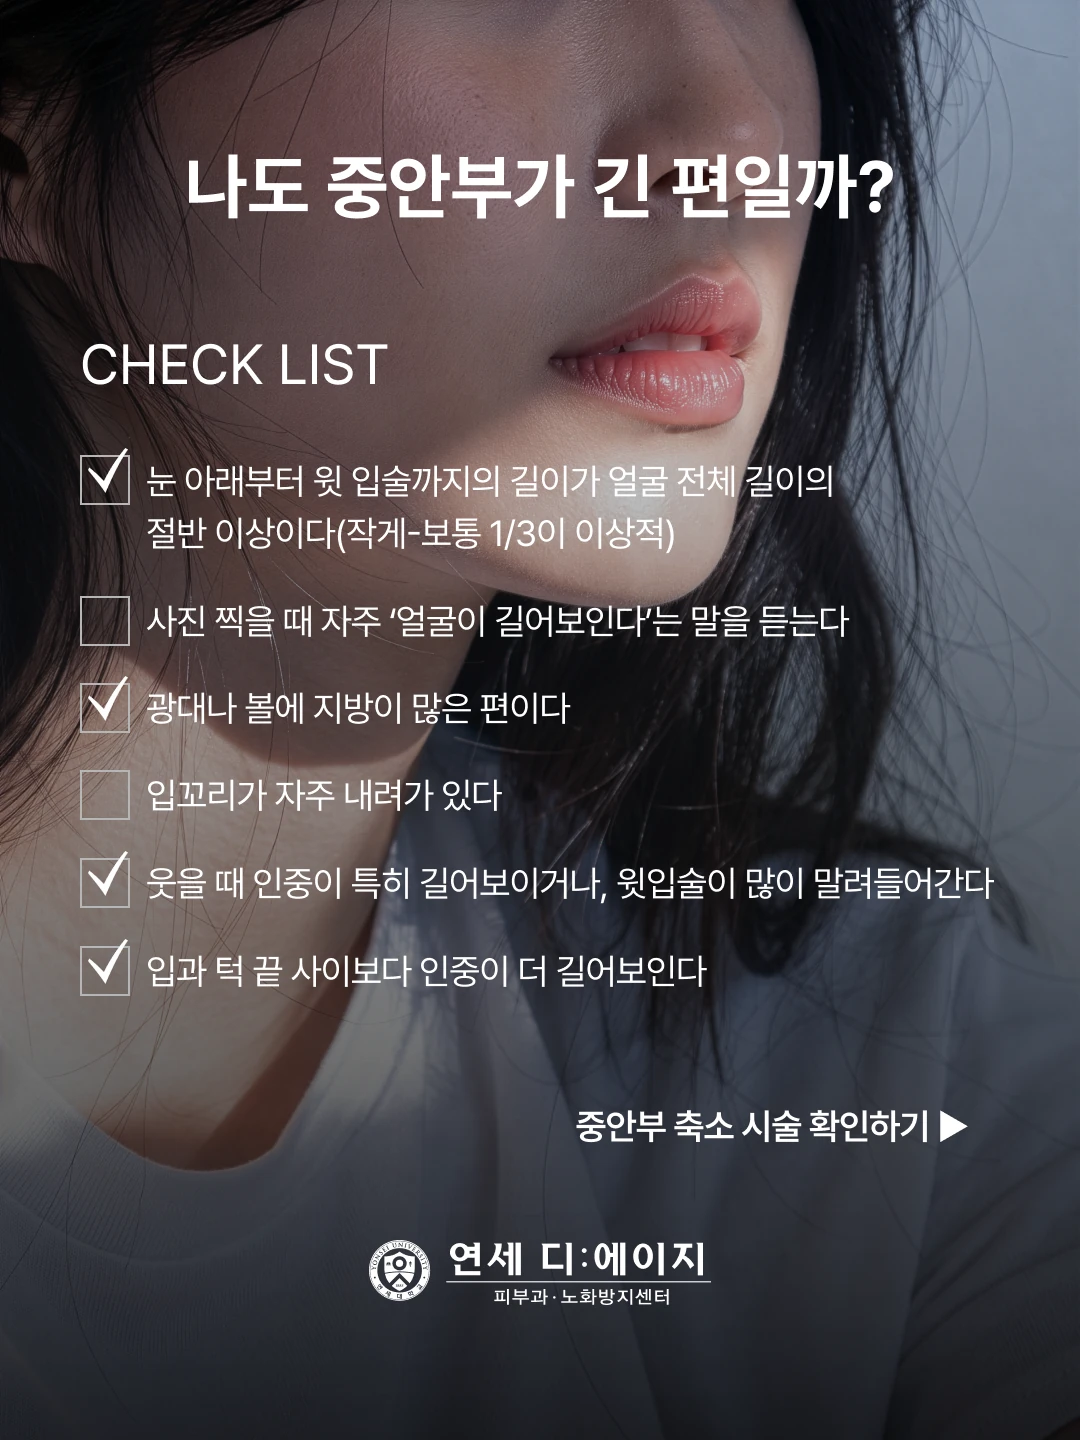 나도 중안부가 긴 편일까?
CHECK LIST
눈 아래부터 윗 입술까지의 길이가 얼굴 전체 길이의
절반 이상이다(작게-보통 1/3이 이상적)
사진 찍을 때 자주 ‘얼굴이 길어보인다’는 말을 듣는다
광대나 볼에 지방이 많은 편이다
입꼬리가 자주 내려가 있다
웃을 때 인중이 특히 길어보이거나, 윗입술이 많이 말려들어간다
입과 턱 끝 사이보다 인중이 더 길어보인다
중안부 축소 시술 확인하기 ▶
YONSEI UNIVERSITY
연세대학교
연세 디:에이지
피부과·노화방지센터